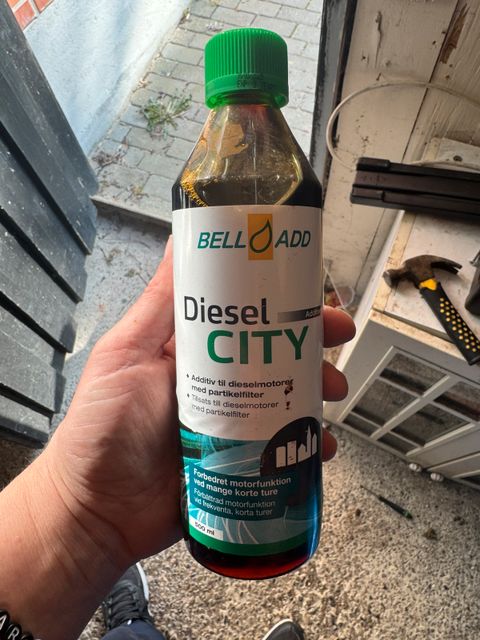 BELL ADD
Diesel
CITY
Additiv til dieselmotorer
med partikelfilter
Tillsats till dieselmotorer
med partikelfilter
Forbedret motorfunktion
ved mange korte ture
Förbättrad motorfunktion
vid frekventa, korta turer
500 ml